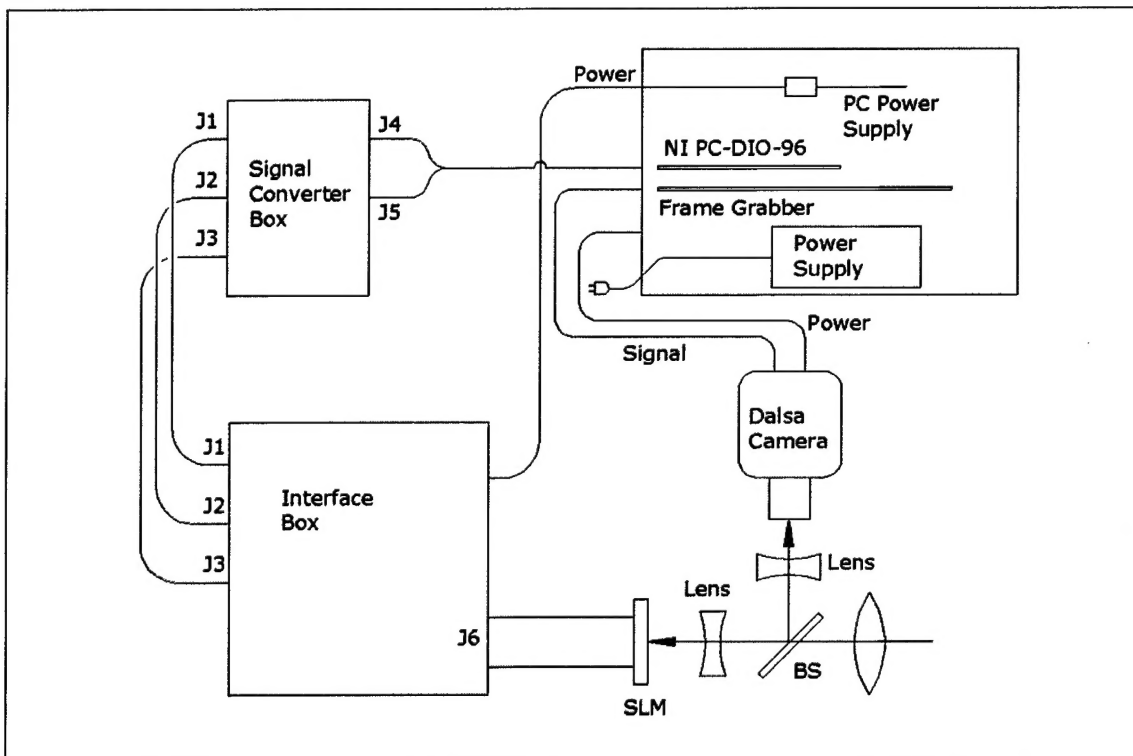 Power
PC Power
Supply
J1
J4
Signal
Converter
Box
NI PC-DIO-96
J2
J5
Frame Grabber
J3
Power
Supply
Power
Signal
Dalsa
Camera
J1
Interface
Box
J2
J3
Lens
Lens
J6
BS
SLM